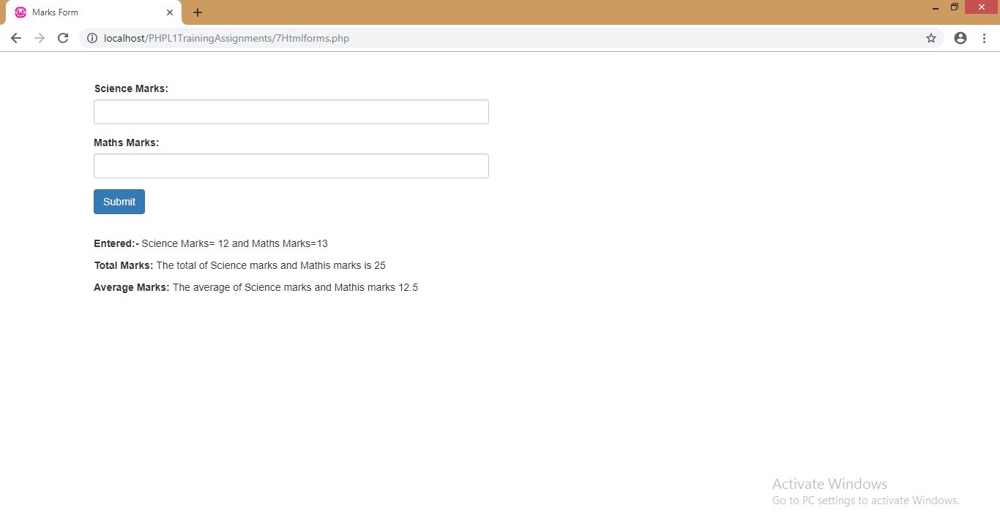 Marks Form
localhost/PHPL1TrainingAssignments/7Htmlforms.php
Science Marks:
Maths Marks:
Submit
Entered:- Science Marks= 12 and Maths Marks=13
Total Marks: The total of Science marks and Mathis marks is 25
Average Marks: The average of Science marks and Mathis marks 12.5
Activate Windows
Go to PC settings to activate Windows.